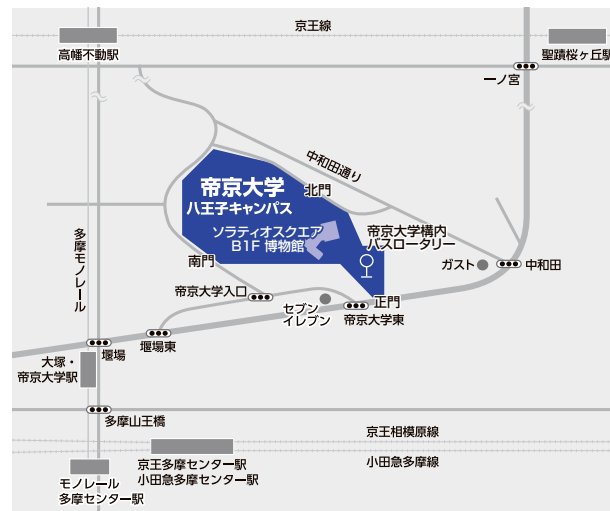 京王線
高幡不動駅
聖蹟桜ヶ丘駅
一ノ宮
中和田通り
帝京大学
八王子キャンパス
北門
ソラティオスクエア
B1F 博物館
帝京大学構内
バスロータリー
多摩モノレール
南門
ガスト
中和田
帝京大学入口
セブン
イレブン
正門
帝京大学東
堰場東
堰場
大塚・
帝京大学駅
多摩山王橋
京王相模原線
京王多摩センター駅
小田急多摩センター駅
小田急多摩線
モノレール
多摩センター駅